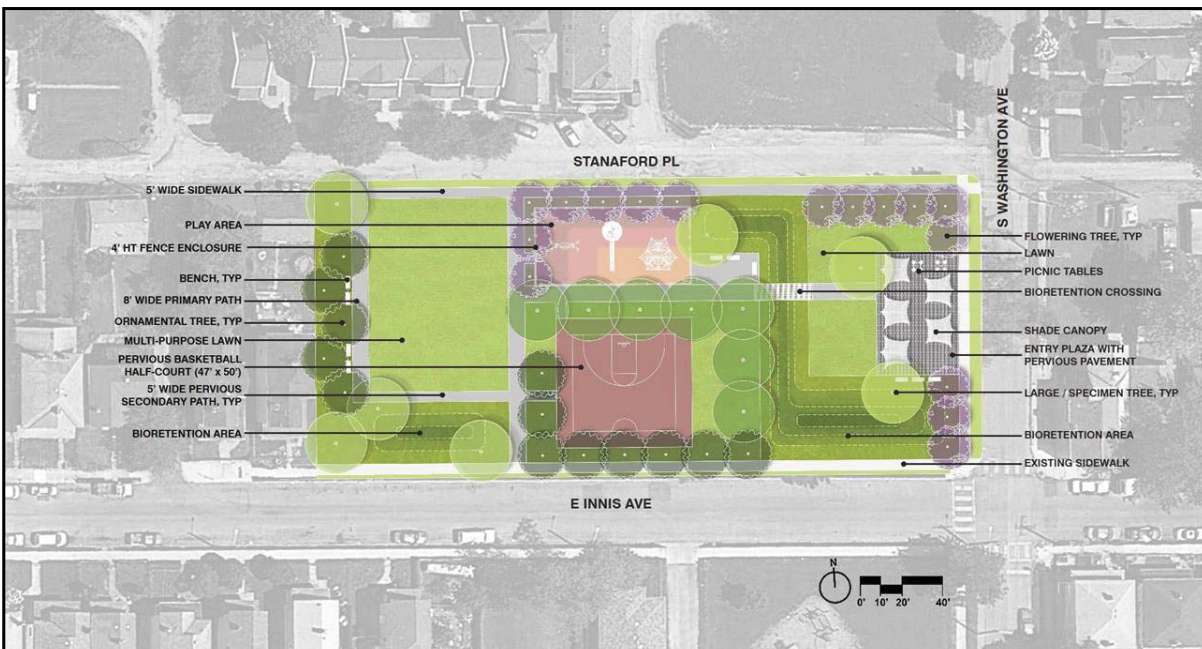 STANAFORD PL
S WASHINGTON AVE
5' WIDE SIDEWALK
PLAY AREA
4' HT FENCE ENCLOSURE
BENCH, TYP
8' WIDE PRIMARY PATH
ORNAMENTAL TREE, TYP
MULTI-PURPOSE LAWN
PERVIOUS BASKETBALL
HALF-COURT (47' x 50')
5' WIDE PERVIOUS
SECONDARY PATH, TYP
BIORETENTION AREA
FLOWERING TREE, TYP
LAWN
PICNIC TABLES
BIORETENTION CROSSING
SHADE CANOPY
ENTRY PLAZA WITH
PERVIOUS PAVEMENT
LARGE / SPECIMEN TREE, TYP
BIORETENTION AREA
EXISTING SIDEWALK
E INNIS AVE
N
0' 10' 20' 40'